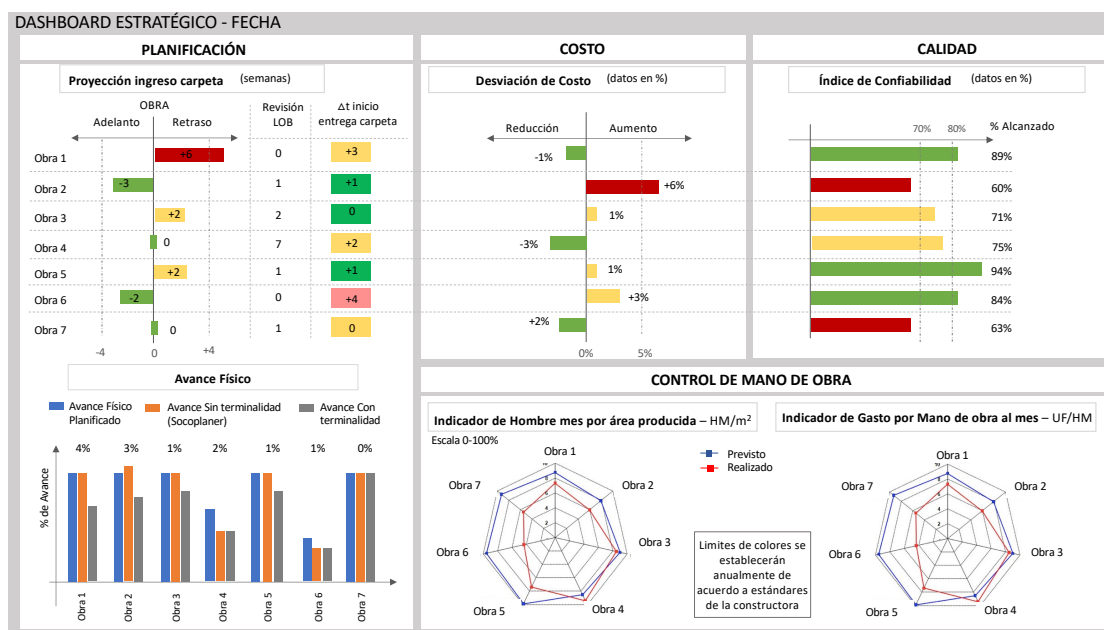 DASHBOARD ESTRATÉGICO - FECHA
PLANIFICACIÓN
Proyección ingreso carpeta (semanas)
OBRA
Adelanto Retraso
Revisión
LOB
Δt inicio
entrega carpeta
Obra 1 +6 0 +3
Obra 2 -3 1 +1
Obra 3 +2 2 0
Obra 4 0 7 +2
Obra 5 +2 1 +1
Obra 6 -2 0 +4
Obra 7 0 1 0
-4 0 +4
COSTO
Desviación de Costo (datos en %)
Reducción Aumento
-1%
+6%
1%
-3%
1%
+3%
+2%
0% 5%
CALIDAD
Índice de Confiabilidad (datos en %)
70% 80% % Alcanzado
89%
60%
71%
75%
94%
84%
63%
Avance Físico
Avance Físico
Planificado
Avance Sin terminalidad
(Socoplaner)
Avance Con
terminalidad
4% 3% 1% 2% 1% 1% 0%
% de Avance
Obra 1
Obra 2
Obra 3
Obra 4
Obra 5
Obra 6
Obra 7
CONTROL DE MANO DE OBRA
Indicador de Hombre mes por área producida – HM/m²
Escala 0-100%
Obra 1
Obra 2
Obra 3
Obra 4
Obra 5
Obra 6
Obra 7
10
8
6
4
2
Previsto
Realizado
Limites de colores se
establecerán
anualmente de
acuerdo a estándares
de la constructora
Indicador de Gasto por Mano de obra al mes – UF/HM
Obra 1
Obra 2
Obra 3
Obra 4
Obra 5
Obra 6
Obra 7
10
8
6
4
2